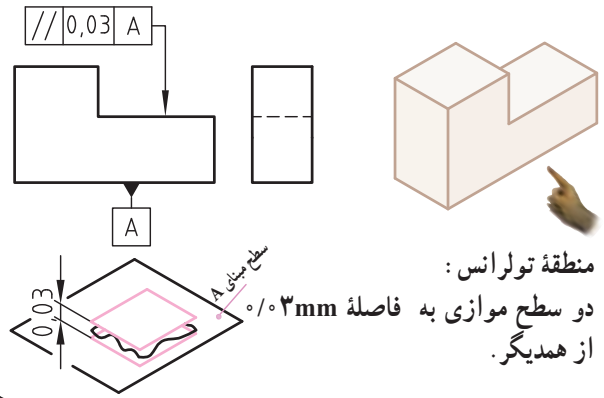 // 0,03 A
A
سطح مبنای A
0,03
منطقهٔ تولرانس :
دو سطح موازی به فاصلهٔ ۰/۰۳mm
از همدیگر.